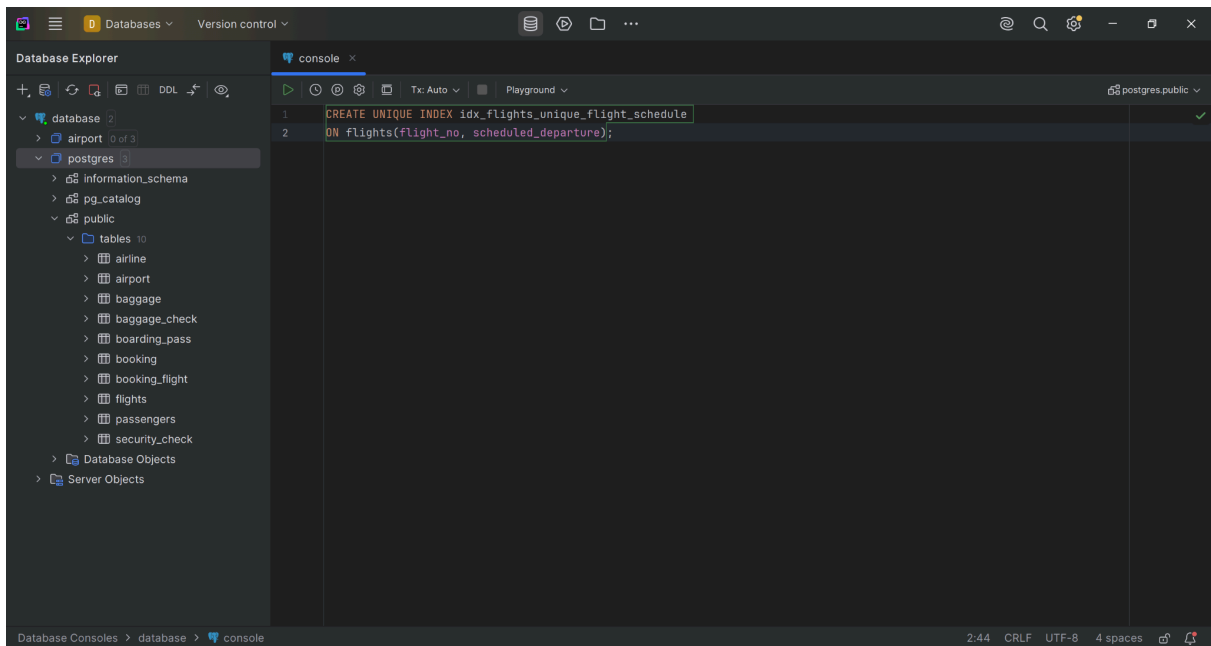 D Databases Version control
Database Explorer
console
DDL
Tx: Auto
Playground
postgres.public
database 2
airport 0 of 3
postgres 3
information_schema
pg_catalog
public
tables 10
airline
airport
baggage
baggage_check
boarding_pass
booking
booking_flight
flights
passengers
security_check
Database Objects
Server Objects
1 CREATE UNIQUE INDEX idx_flights_unique_flight_schedule
2 ON flights(flight_no, scheduled_departure);
Database Consoles > database > console
2:44 CRLF UTF-8 4 spaces